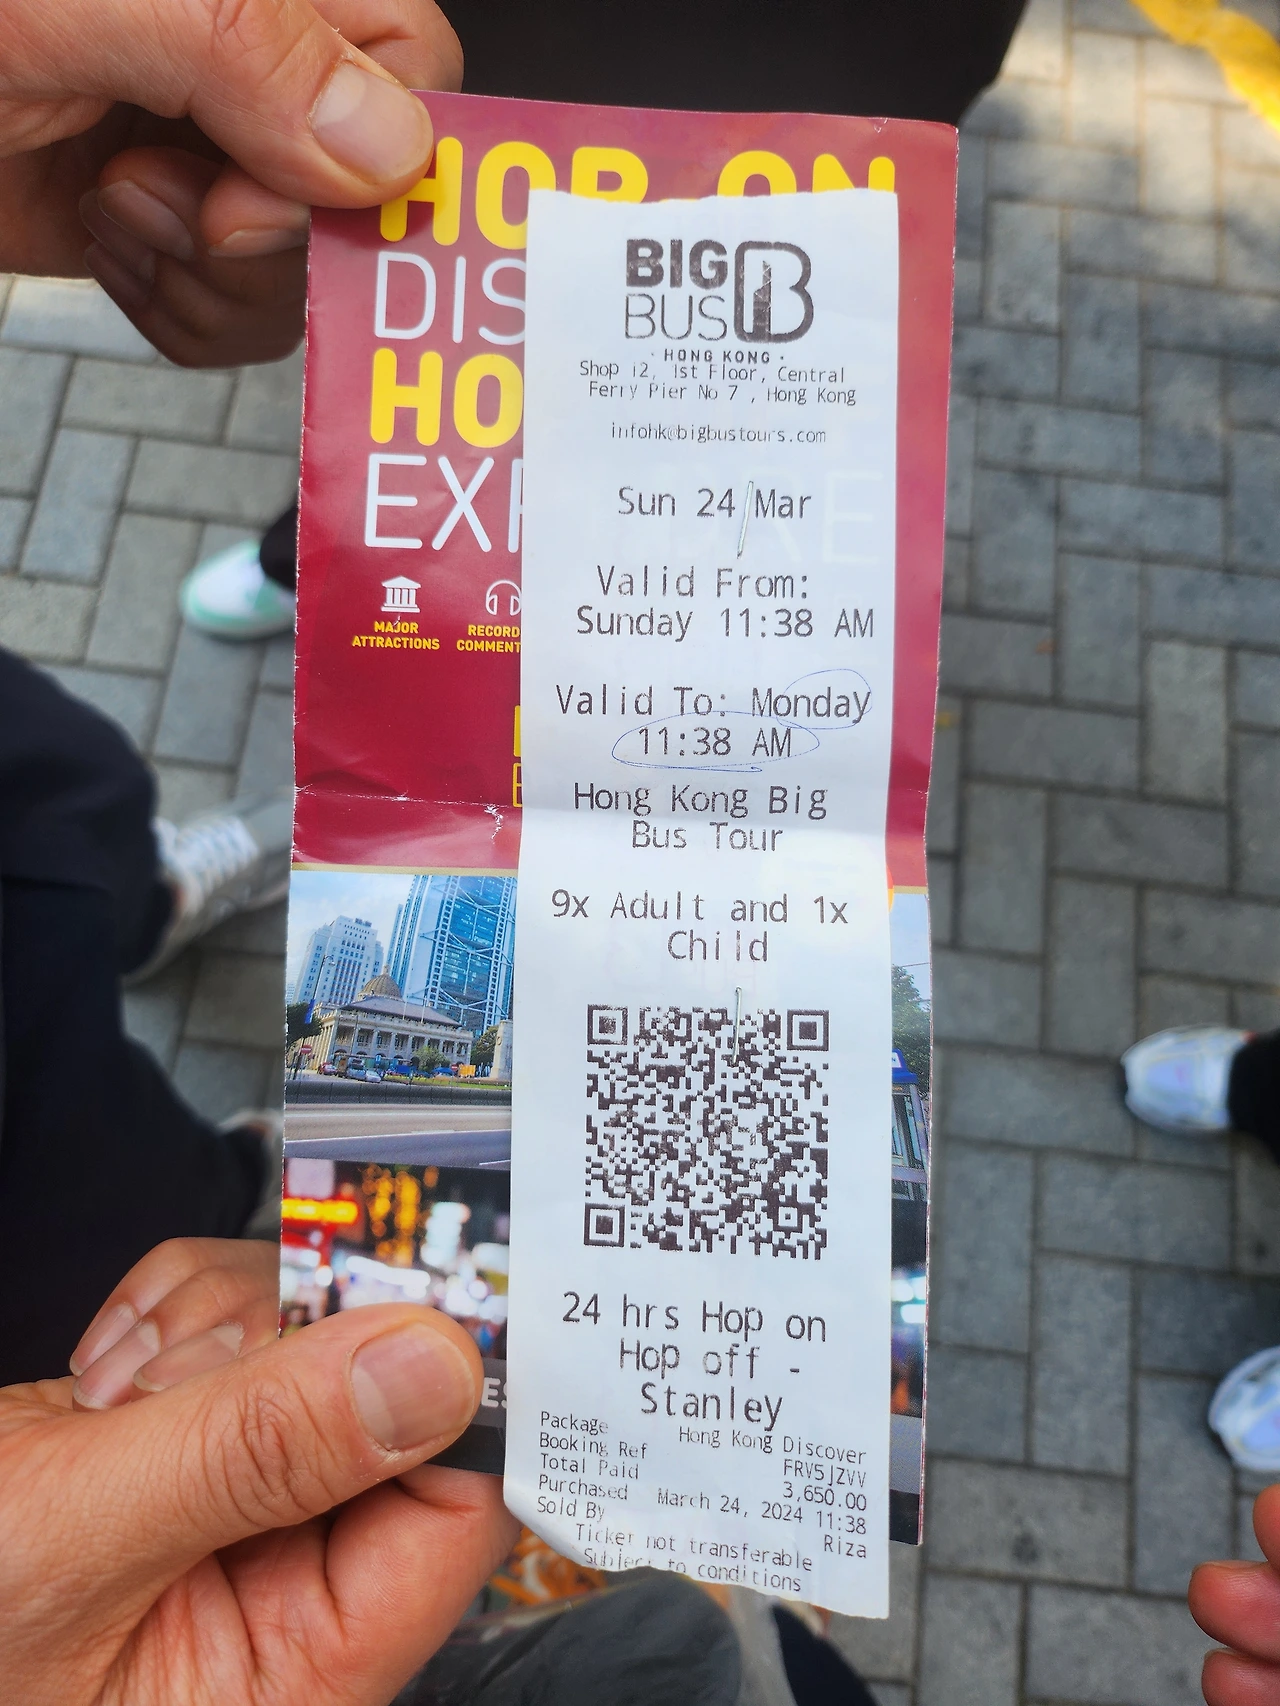 HOP-ON
DIS
HO
EXP
MAJOR
ATTRACTIONS
RECORD
COMMENT
BIG
BUS
· HONG KONG ·
Shop 12, 1st Floor, Central
Ferry Pier No 7 , Hong Kong
infohk@bigbustours.com
Sun 24 Mar
Valid From:
Sunday 11:38 AM
Valid To: Monday
11:38 AM
Hong Kong Big
Bus Tour
9x Adult and 1x
Child
24 hrs Hop on
Hop off -
Stanley
Package Hong Kong Discover
Booking Ref FRV5JZVV
Total Paid 3,650.00
Purchased March 24, 2024 11:38
Sold By Riza
Ticket not transferable
Subject to conditions